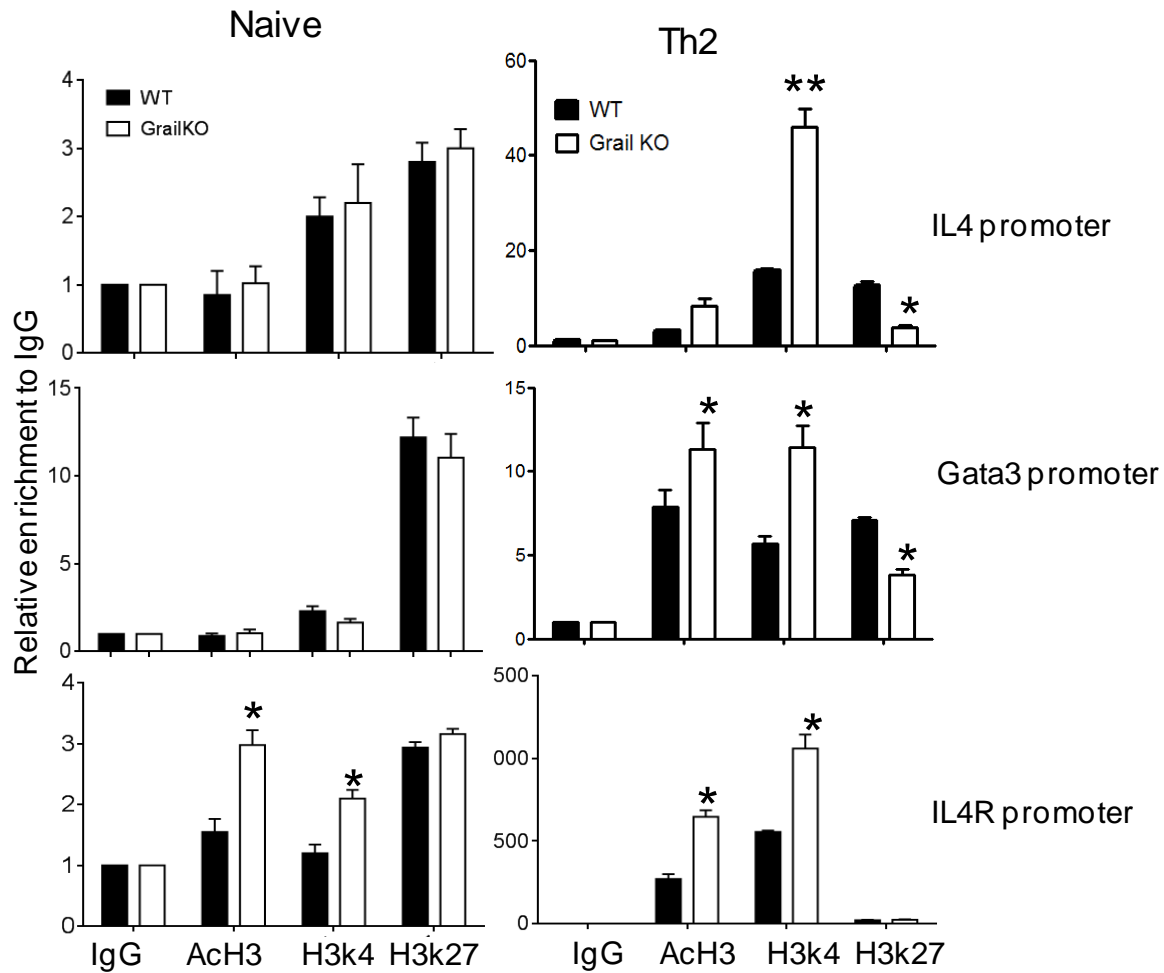 Naive
Th2
Relative enrichment to IgG
4
3
2
1
0
WT
GrailKO
60
40
20
0
WT
Grail KO
**
*
IL4 promoter
15
10
5
0
15
10
5
0
*
*
*
Gata3 promoter
4
3
2
1
0
*
*
500
000
500
0
*
*
IL4R promoter
IgG AcH3 H3k4 H3k27
IgG AcH3 H3k4 H3k27